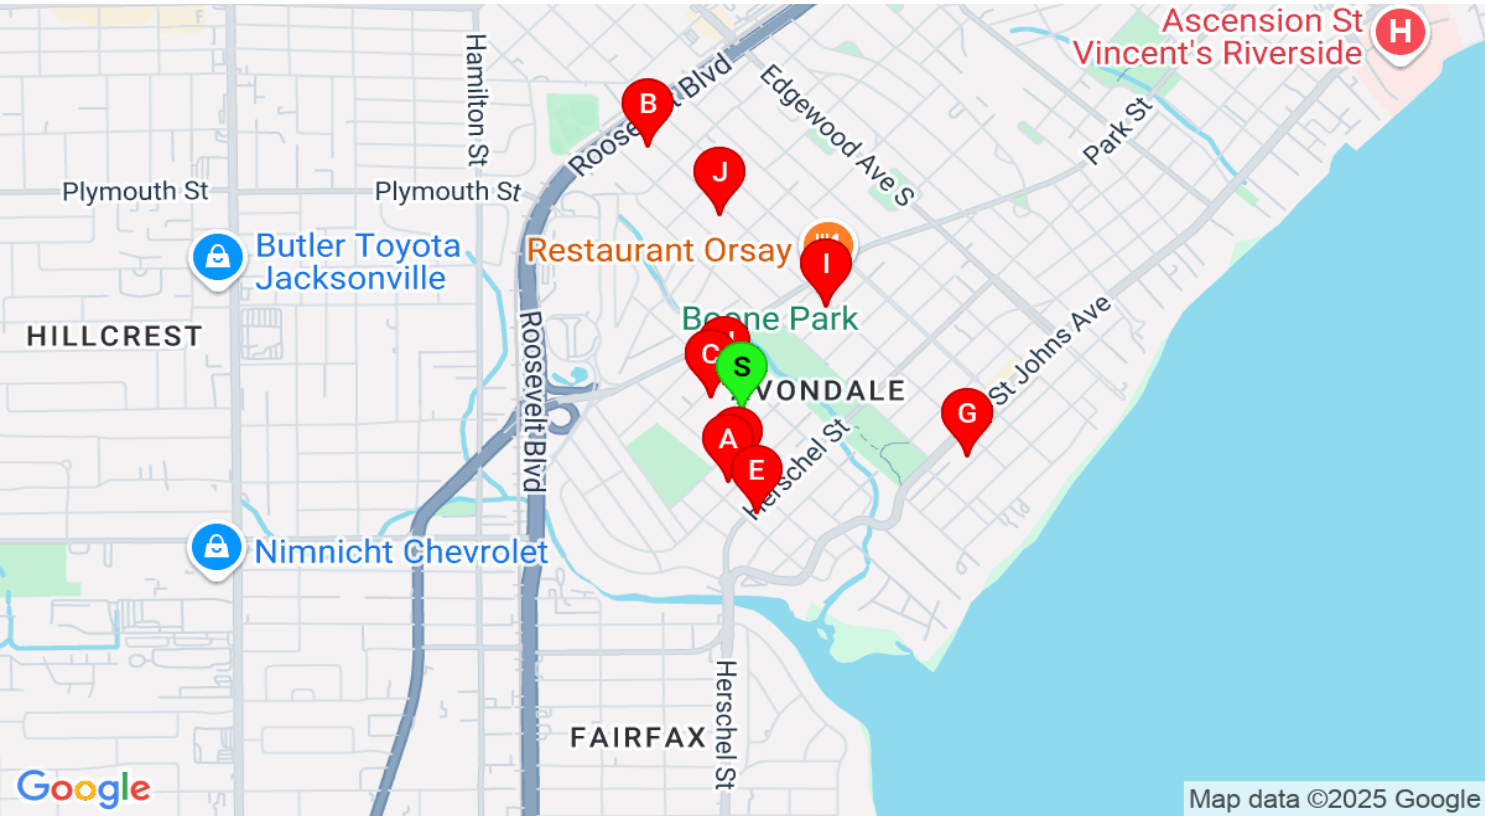 Ascension St
Vincent's Riverside
H
Hamilton St
Roosevelt Blvd
Edgewood Ave S
Park St
B
J
Plymouth St
Plymouth St
Butler Toyota
Jacksonville
Restaurant Orsay
I
HILLCREST
Boone Park
St Johns Ave
C
S
AVONDALE
G
Roosevelt Blvd
A
E
Herschel St
Nimnicht Chevrolet
Herschel St
FAIRFAX
Google
Map data ©2025 Google